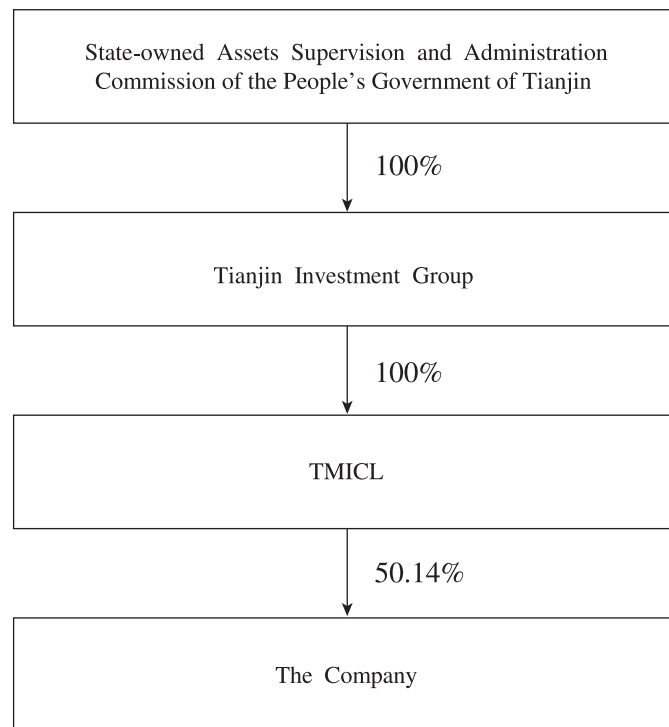 State-owned Assets Supervision and Administration
Commission of the People's Government of Tianjin
100%
Tianjin Investment Group
100%
TMICL
50.14%
The Company